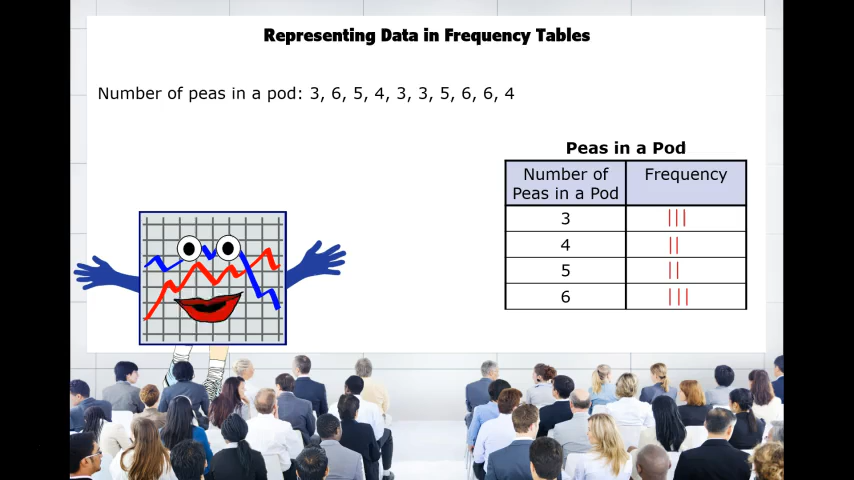 Representing Data in Frequency Tables
Number of peas in a pod: 3, 6, 5, 4, 3, 3, 5, 6, 6, 4
Peas in a Pod
Number of Peas in a Pod Frequency
3 |||
4 ||
5 ||
6 |||